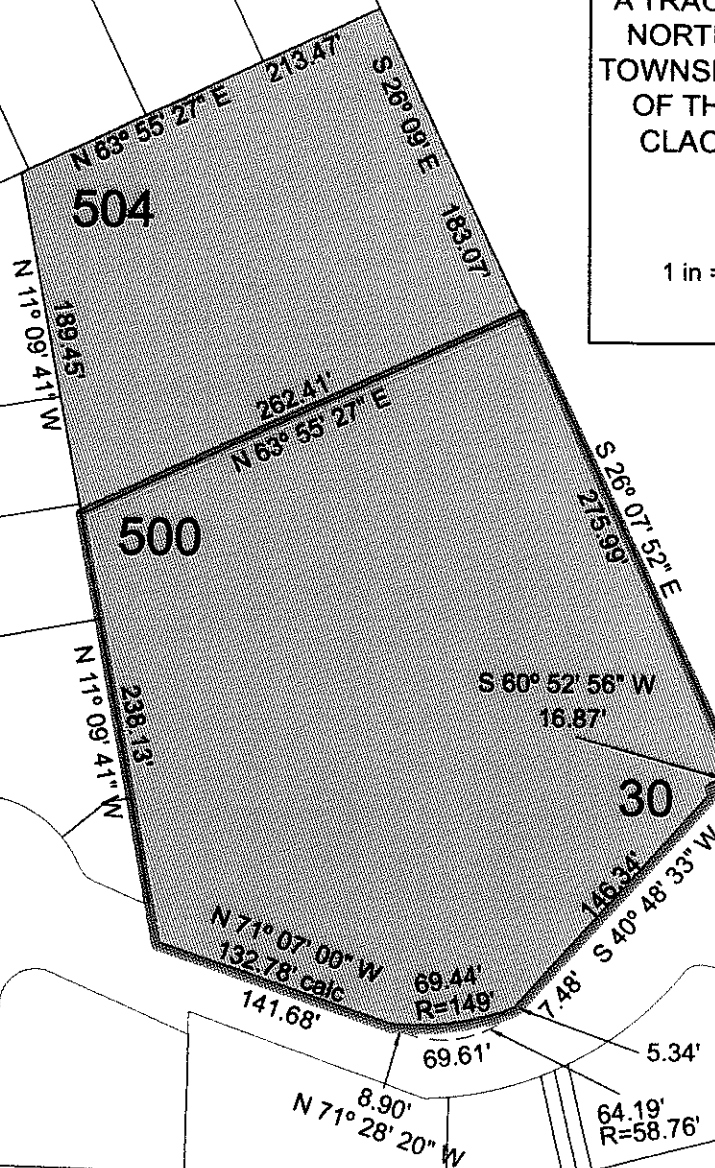 A TRAC
NORT
TOWNS
OF TH
CLAC
1 in =
213.47'
N 63° 55' 27" E
S 26° 09' E
183.07'
504
N 11° 09' 41" W
189.45'
262.41'
N 63° 55' 27" E
500
S 26° 07' 52" E
275.99'
N 11° 09' 41" W
238.13'
S 60° 52' 56" W
16.87'
30
146.34'
S 40° 48' 33" W
N 71° 07' 00" W
132.78' calc
141.68'
69.44'
R=149'
7.48'
69.61'
5.34'
8.90'
N 71° 28' 20" W
64.19'
R=58.76'